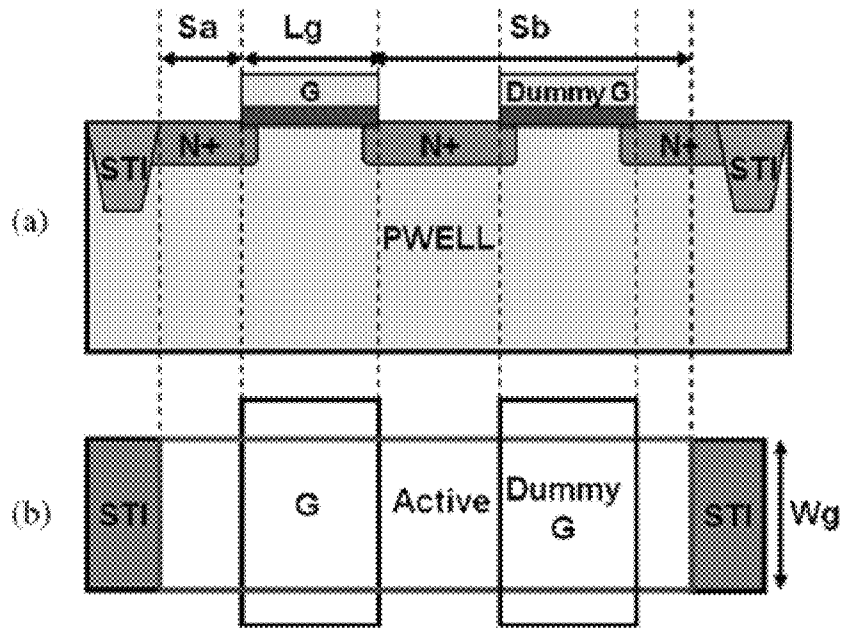 Sa Lg Sb
G Dummy G
STI N+ N+ N+ STI
(a)
PWELL
(b) STI G Active Dummy G STI Wg